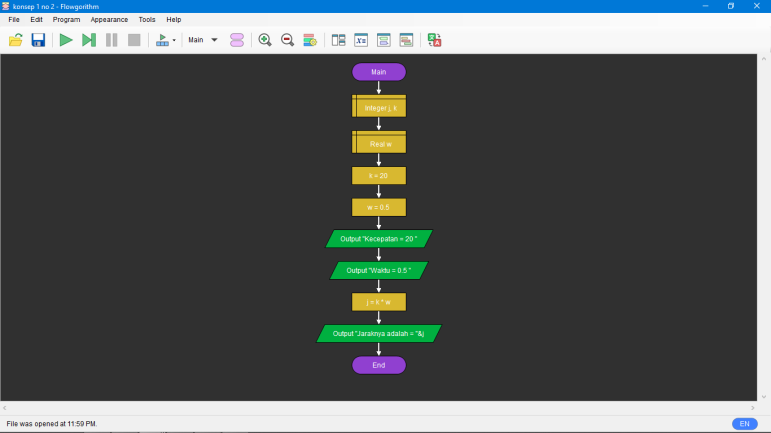 konsep 1 no 2 - Flowgorithm
File Edit Program Appearance Tools Help
Main
Main
Integer j, k
Real w
k = 20
w = 0.5
Output "Kecepatan = 20 "
Output "Waktu = 0.5 "
j = k * w
Output "Jaraknya adalah = "&j
End
File was opened at 11:59 PM.
EN